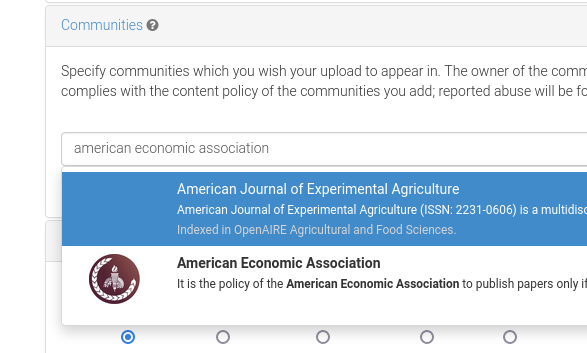 Communities
Specify communities which you wish your upload to appear in. The owner of the comm
complies with the content policy of the communities you add; reported abuse will be fo
american economic association
American Journal of Experimental Agriculture
American Journal of Experimental Agriculture (ISSN: 2231-0606) is a multidisc
Indexed in OpenAIRE Agricultural and Food Sciences.
American Economic Association
It is the policy of the American Economic Association to publish papers only if